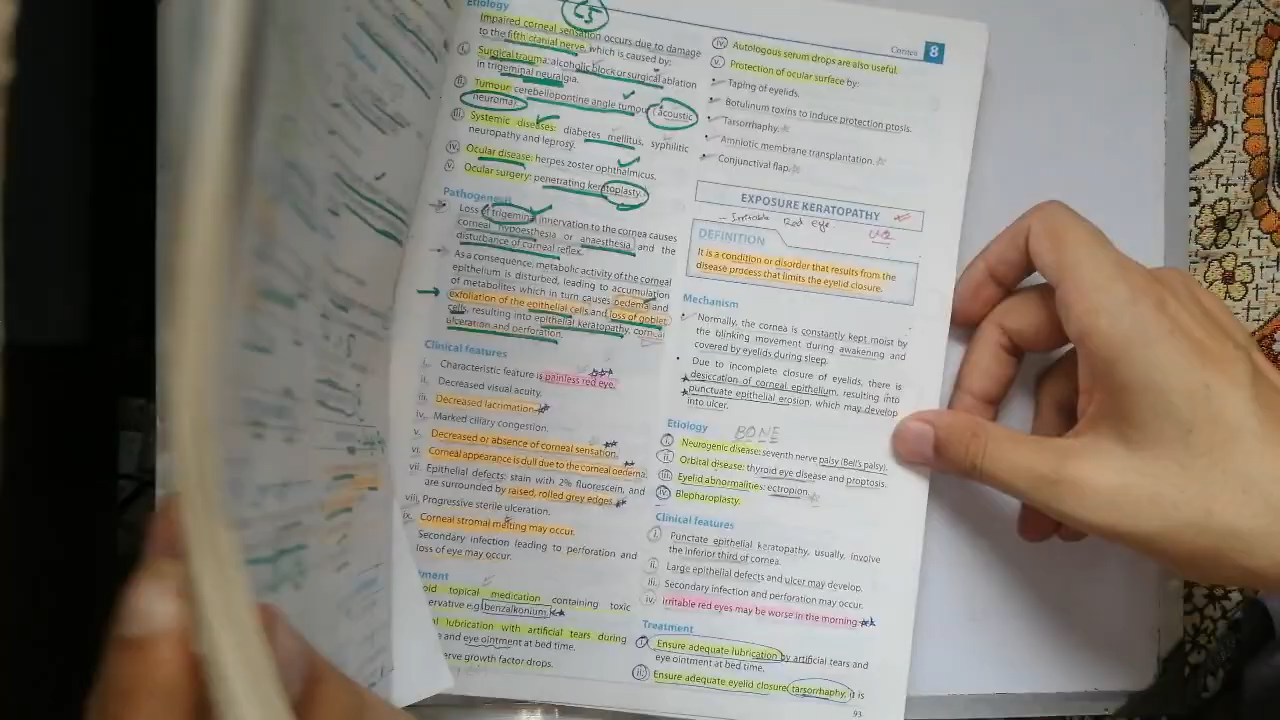 Cornea 8
Etiology
C5
Impaired corneal sensation occurs due to damage
to the fifth cranial nerve, which is caused by:
i. Surgical trauma: alcoholic block or surgical ablation
in trigeminal neuralgia.
ii. Tumour: cerebellopontine angle tumour (acoustic
neuroma).
iii. Systemic diseases: diabetes mellitus, syphilitic
neuropathy and leprosy.
iv. Ocular disease: herpes zoster ophthalmicus.
v. Ocular surgery: penetrating keratoplasty.
Pathogenesis
Loss of trigeminal innervation to the cornea causes
corneal hypoesthesia or anaesthesia and the
disturbance of corneal reflex.
As a consequence, metabolic activity of the corneal
epithelium is disturbed, leading to accumulation
of metabolites which in turn causes oedema and
exfoliation of the epithelial cells and loss of goblet
cells, resulting into epithelial keratopathy, corneal
ulceration and perforation.
Clinical features
i. Characteristic feature is painless red eye.
ii. Decreased visual acuity.
iii. Decreased lacrimation.
iv. Marked ciliary congestion.
v. Decreased or absence of corneal sensation.
vi. Corneal appearance is dull due to the corneal oedema.
vii. Epithelial defects: stain with 2% fluorescein, and
are surrounded by raised, rolled grey edges.
viii. Progressive sterile ulceration.
ix. Corneal stromal melting may occur.
Secondary infection leading to perforation and
loss of eye may occur.
tment
oid topical medication containing toxic
ervative e.g. benzalkonium.
al lubrication with artificial tears during
e and eye ointment at bed time.
erve growth factor drops.
iv. Autologous serum drops are also useful.
v. Protection of ocular surface by:
Taping of eyelids.
Botulinum toxins to induce protection ptosis.
Tarsorrhaphy.
Amniotic membrane transplantation.
Conjunctival flap.
EXPOSURE KERATOPATHY
- Irritable Red eye.
DEFINITION
It is a condition or disorder that results from the
disease process that limits the eyelid closure.
Mechanism
• Normally, the cornea is constantly kept moist by
the blinking movement during awakening and
covered by eyelids during sleep.
• Due to incomplete closure of eyelids, there is
desiccation of corneal epithelium, resulting into
punctuate epithelial erosion, which may develop
into ulcer.
Etiology BONE
i. Neurogenic disease: seventh nerve palsy (Bell's palsy).
ii. Orbital disease: thyroid eye disease and proptosis.
iii. Eyelid abnormalities: ectropion.
iv. Blepharoplasty.
Clinical features
i. Punctate epithelial keratopathy, usually, involve
the inferior third of cornea.
ii. Large epithelial defects and ulcer may develop.
iii. Secondary infection and perforation may occur.
iv. Irritable red eyes may be worse in the morning
Treatment
i. Ensure adequate lubrication by artificial tears and
eye ointment at bed time.
ii. Ensure adequate eyelid closure: tarsorrhaphy, it is
93